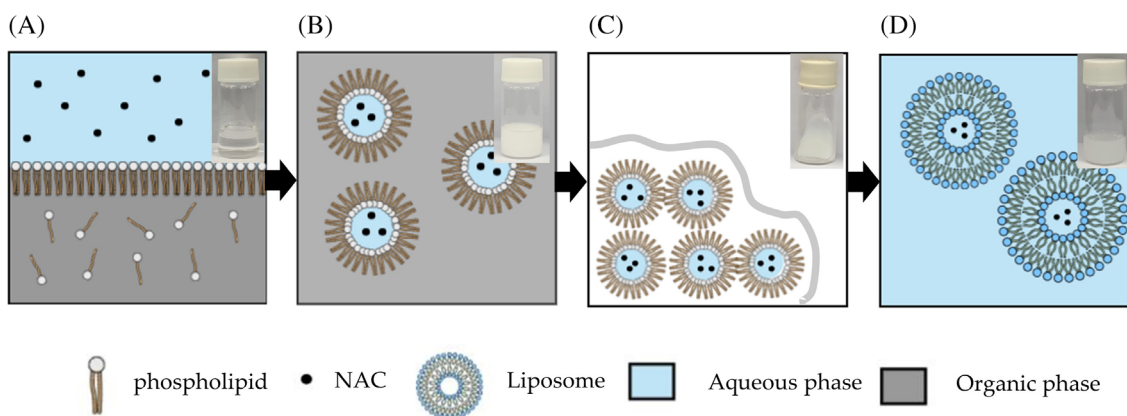 (A) (B) (C) (D)
phospholipid NAC Liposome Aqueous phase Organic phase